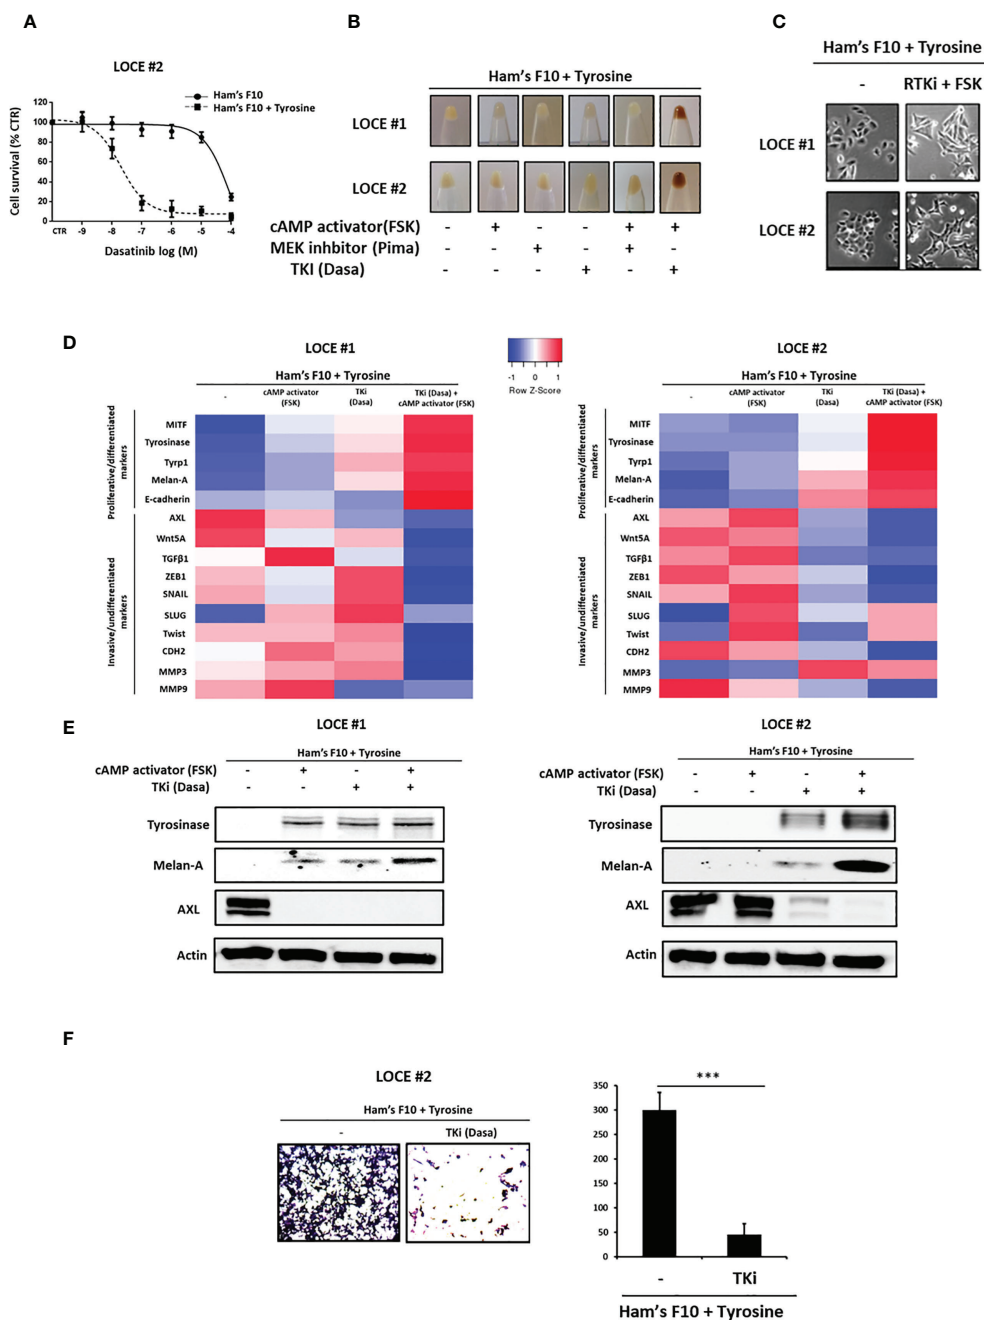 A
LOCE #2
Ham's F10
Ham's F10 + Tyrosine
Cell survival (% CTR)
120
100
80
60
40
20
0
CTR -9 -8 -7 -6 -5 -4
Dasatinib log (M)
B
Ham's F10 + Tyrosine
LOCE #1
LOCE #2
cAMP activator(FSK) - + - - + +
MEK inhbitor (Pima) - - + - + -
TKI (Dasa) - - - + - +
C
Ham's F10 + Tyrosine
- RTKi + FSK
LOCE #1
LOCE #2
D
LOCE #1
Ham's F10 + Tyrosine
- cAMP activator (FSK) TKi (Dasa) TKi (Dasa) + cAMP activator (FSK)
Proliferative/differentiated markers
MITF
Tyrosinase
Tyrp1
Melan-A
E-cadherin
Invasive/undifferentiated markers
AXL
Wnt5A
TGFβ1
ZEB1
SNAIL
SLUG
Twist
CDH2
MMP3
MMP9
-1 0 1
Row Z-Score
LOCE #2
Ham's F10 + Tyrosine
- cAMP activator (FSK) TKi (Dasa) TKi (Dasa) + cAMP activator (FSK)
Proliferative/differentiated markers
MITF
Tyrosinase
Tyrp1
Melan-A
E-cadherin
Invasive/undifferentiated markers
AXL
Wnt5A
TGFβ1
ZEB1
SNAIL
SLUG
Twist
CDH2
MMP3
MMP9
E
LOCE #1
Ham's F10 + Tyrosine
cAMP activator (FSK) - + - +
TKi (Dasa) - - + +
Tyrosinase
Melan-A
AXL
Actin
LOCE #2
Ham's F10 + Tyrosine
cAMP activator (FSK) - + - +
TKi (Dasa) - - + +
Tyrosinase
Melan-A
AXL
Actin
F
LOCE #2
Ham's F10 + Tyrosine
- TKi (Dasa)
***
350
300
250
200
150
100
50
0
- TKi
Ham's F10 + Tyrosine